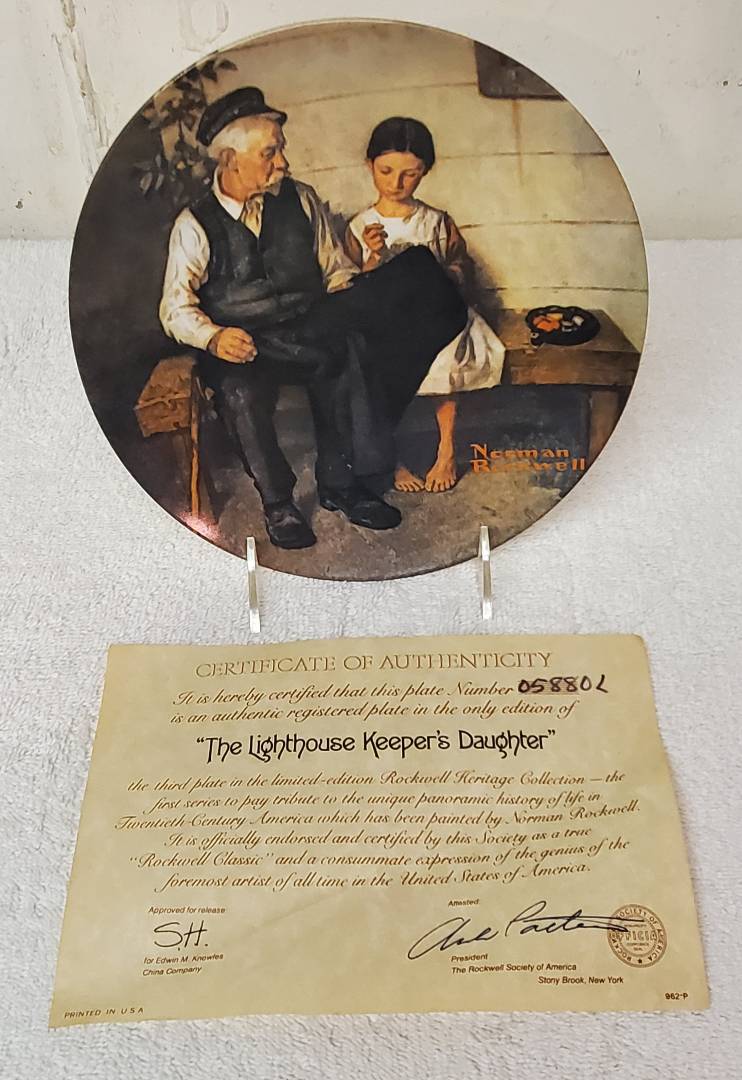 Norman
Rockwell
CERTIFICATE OF AUTHENTICITY
It is hereby certified that this plate Number 05880L
is an authentic registered plate in the only edition of
"The Lighthouse Keeper's Daughter"
the third plate in the limited-edition Rockwell Heritage Collection — the
first series to pay tribute to the unique panoramic history of life in
Twentieth-Century America which has been painted by Norman Rockwell.
It is officially endorsed and certified by this Society as a true
"Rockwell Classic" and a consummate expression of the genius of the
foremost artist of all time in the United States of America.
Approved for release:
S.H.
for Edwin M. Knowles
China Company
Attested:
President
The Rockwell Society of America
Stony Brook, New York
OFFICIAL
PRINTED IN U S A
962-P